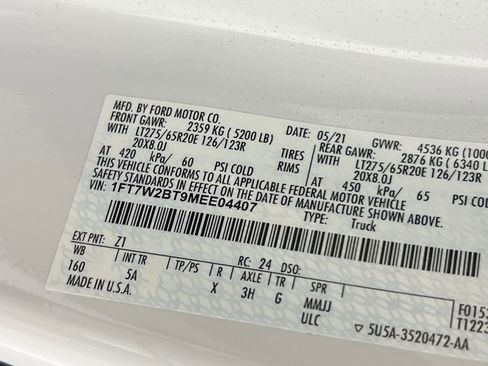 MFD. BY FORD MOTOR CO.
DATE: 05/21 GVWR: 4536 KG (1000
FRONT GAWR: 2359 KG ( 5200 LB) REAR GAWR: 2876 KG (6340 L
WITH LT275/65R20E 126/123R TIRES WITH LT275/65R20E 126/123R
20X8.0J RIMS 20X8.0J
AT 420 kPa/ 60 PSI COLD AT 450 kPa/ 65 PSI COLD
THIS VEHICLE CONFORMS TO ALL APPLICABLE FEDERAL MOTOR VEHICLE
SAFETY STANDARDS IN EFFECT ON THE DATE OF MANUFACTURE SHOWN
VIN: 1FT7W2BT9MEE04407
TYPE: Truck
EXT PNT: Z1 RC: 24 DSO:
WB INT TR TP/PS R AXLE TR SPR
160 5A X 3H G MMJJ
ULC
MADE IN U.S.A.
F0153
T1223
5U5A-3520472-AA